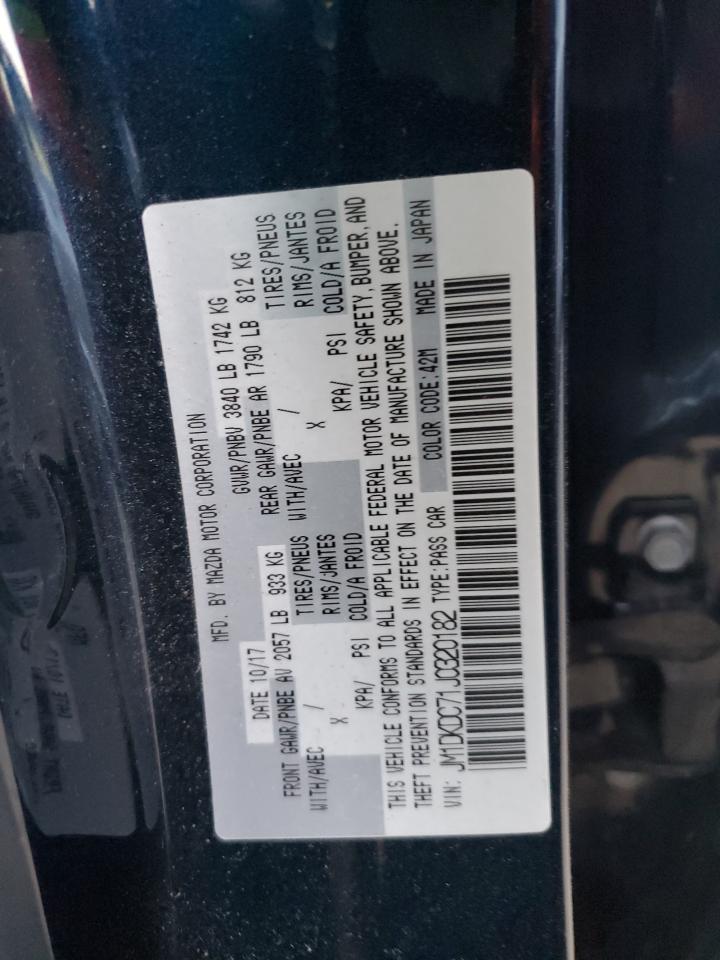 MFD. BY MAZDA MOTOR CORPORATION
DATE 10/17 GVWR/PNBV 3840 LB 1742 KG
FRONT GAWR/PNBE AV 2057 LB 933 KG REAR GAWR/PNBE AR 1790 LB 812 KG
WITH/AVEC / TIRES/PNEUS WITH/AVEC / TIRES/PNEUS
X RIMS/JANTES X RIMS/JANTES
KPA/ PSI COLD/A FROID KPA/ PSI COLD/A FROID
THIS VEHICLE CONFORMS TO ALL APPLICABLE FEDERAL MOTOR VEHICLE SAFETY, BUMPER, AND
THEFT PREVENTION STANDARDS IN EFFECT ON THE DATE OF MANUFACTURE SHOWN ABOVE.
VIN: JM1DKDC71J0320182 TYPE:PASS CAR COLOR CODE:42M MADE IN JAPAN